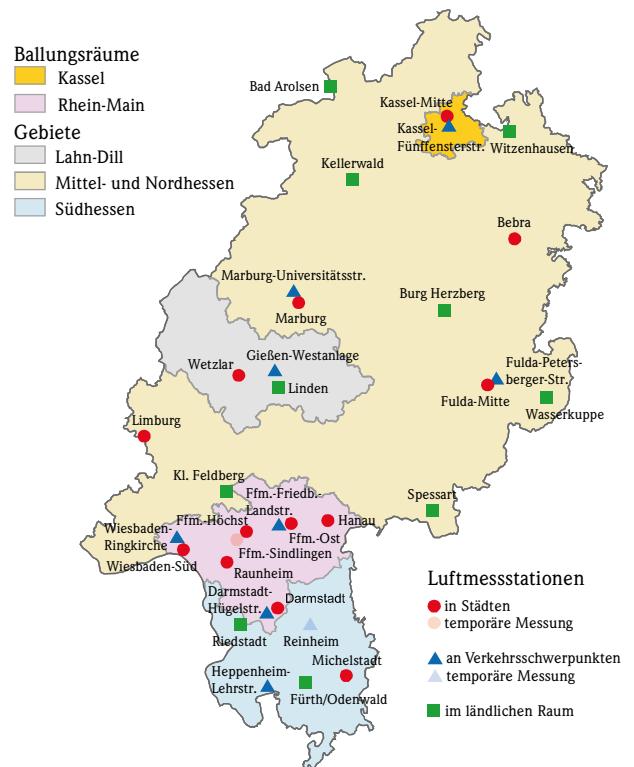 Ballungsräume
Kassel
Rhein-Main
Gebiete
Lahn-Dill
Mittel- und Nordhessen
Südhessen
Bad Arolsen
Kassel-Mitte
Kassel-
Fünffensterstr.
Witzenhausen
Kellerwald
Bebra
Marburg-Universitätsstr.
Marburg
Burg Herzberg
Gießen-Westanlage
Wetzlar
Linden
Fulda-Peters-
berger-Str.
Fulda-Mitte
Wasserkuppe
Limburg
Kl. Feldberg
Spessart
Ffm.-Friedb.-
Landstr.
Ffm.-Höchst
Hanau
Wiesbaden-
Ringkirche
Ffm.-Ost
Ffm.-Sindlingen
Wiesbaden-Süd
Raunheim
Darmstadt-
Hügelstr.
Darmstadt
Riedstadt
Reinheim
Michelstadt
Heppenheim-
Lehrstr.
Fürth/Odenwald
Luftmessstationen
in Städten
temporäre Messung
an Verkehrsschwerpunkten
temporäre Messung
im ländlichen Raum